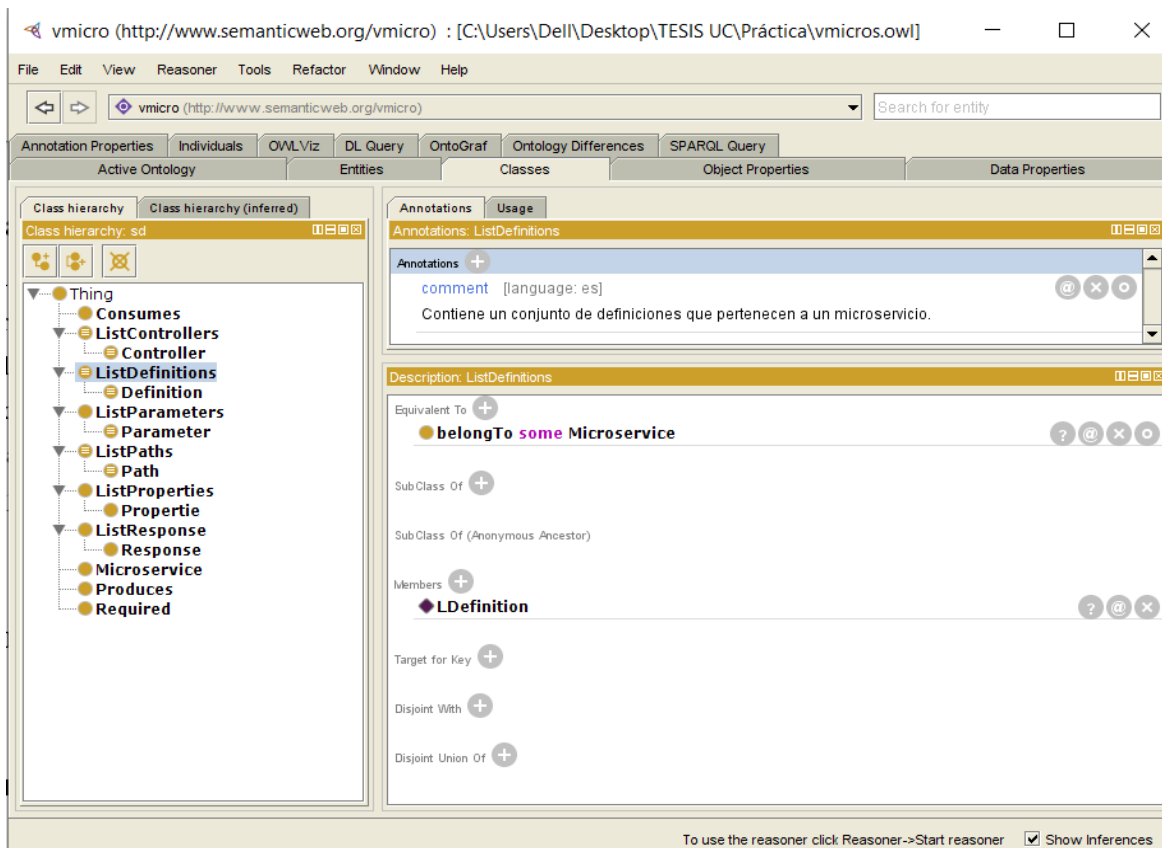 vmicro (http://www.semanticweb.org/vmicro) : [C:\Users\Dell\Desktop\TESIS UC\Práctica\vmicros.owl]
File Edit View Reasoner Tools Refactor Window Help
vmicro (http://www.semanticweb.org/vmicro) Search for entity
Annotation Properties Individuals OWLViz DL Query OntoGraf Ontology Differences SPARQL Query
Active Ontology Entities Classes Object Properties Data Properties
Class hierarchy Class hierarchy (inferred)
Class hierarchy: sd
Thing
Consumes
ListControllers
Controller
ListDefinitions
Definition
ListParameters
Parameter
ListPaths
Path
ListProperties
Propertie
ListResponse
Response
Microservice
Produces
Required
Annotations Usage
Annotations: ListDefinitions
Annotations
comment [language: es]
Contiene un conjunto de definiciones que pertenecen a un microservicio.
Description: ListDefinitions
Equivalent To
belongTo some Microservice
SubClass Of
SubClass Of (Anonymous Ancestor)
Members
LDefinition
Target for Key
Disjoint With
Disjoint Union Of
To use the reasoner click Reasoner->Start reasoner Show Inferences